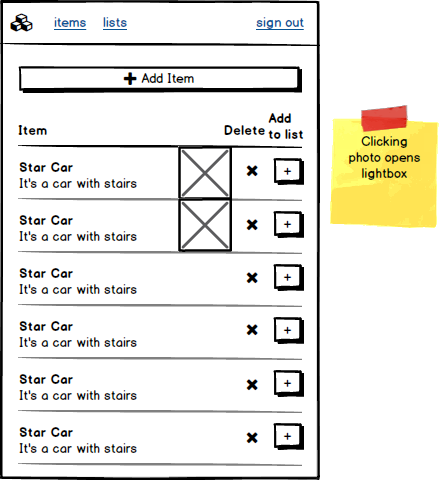 items lists sign out
+ Add Item
Item Delete Add
to list
Star Car
It's a car with stairs
+
Star Car
It's a car with stairs
+
Star Car
It's a car with stairs
+
Star Car
It's a car with stairs
+
Star Car
It's a car with stairs
+
Star Car
It's a car with stairs
+
Clicking
photo opens
lightbox